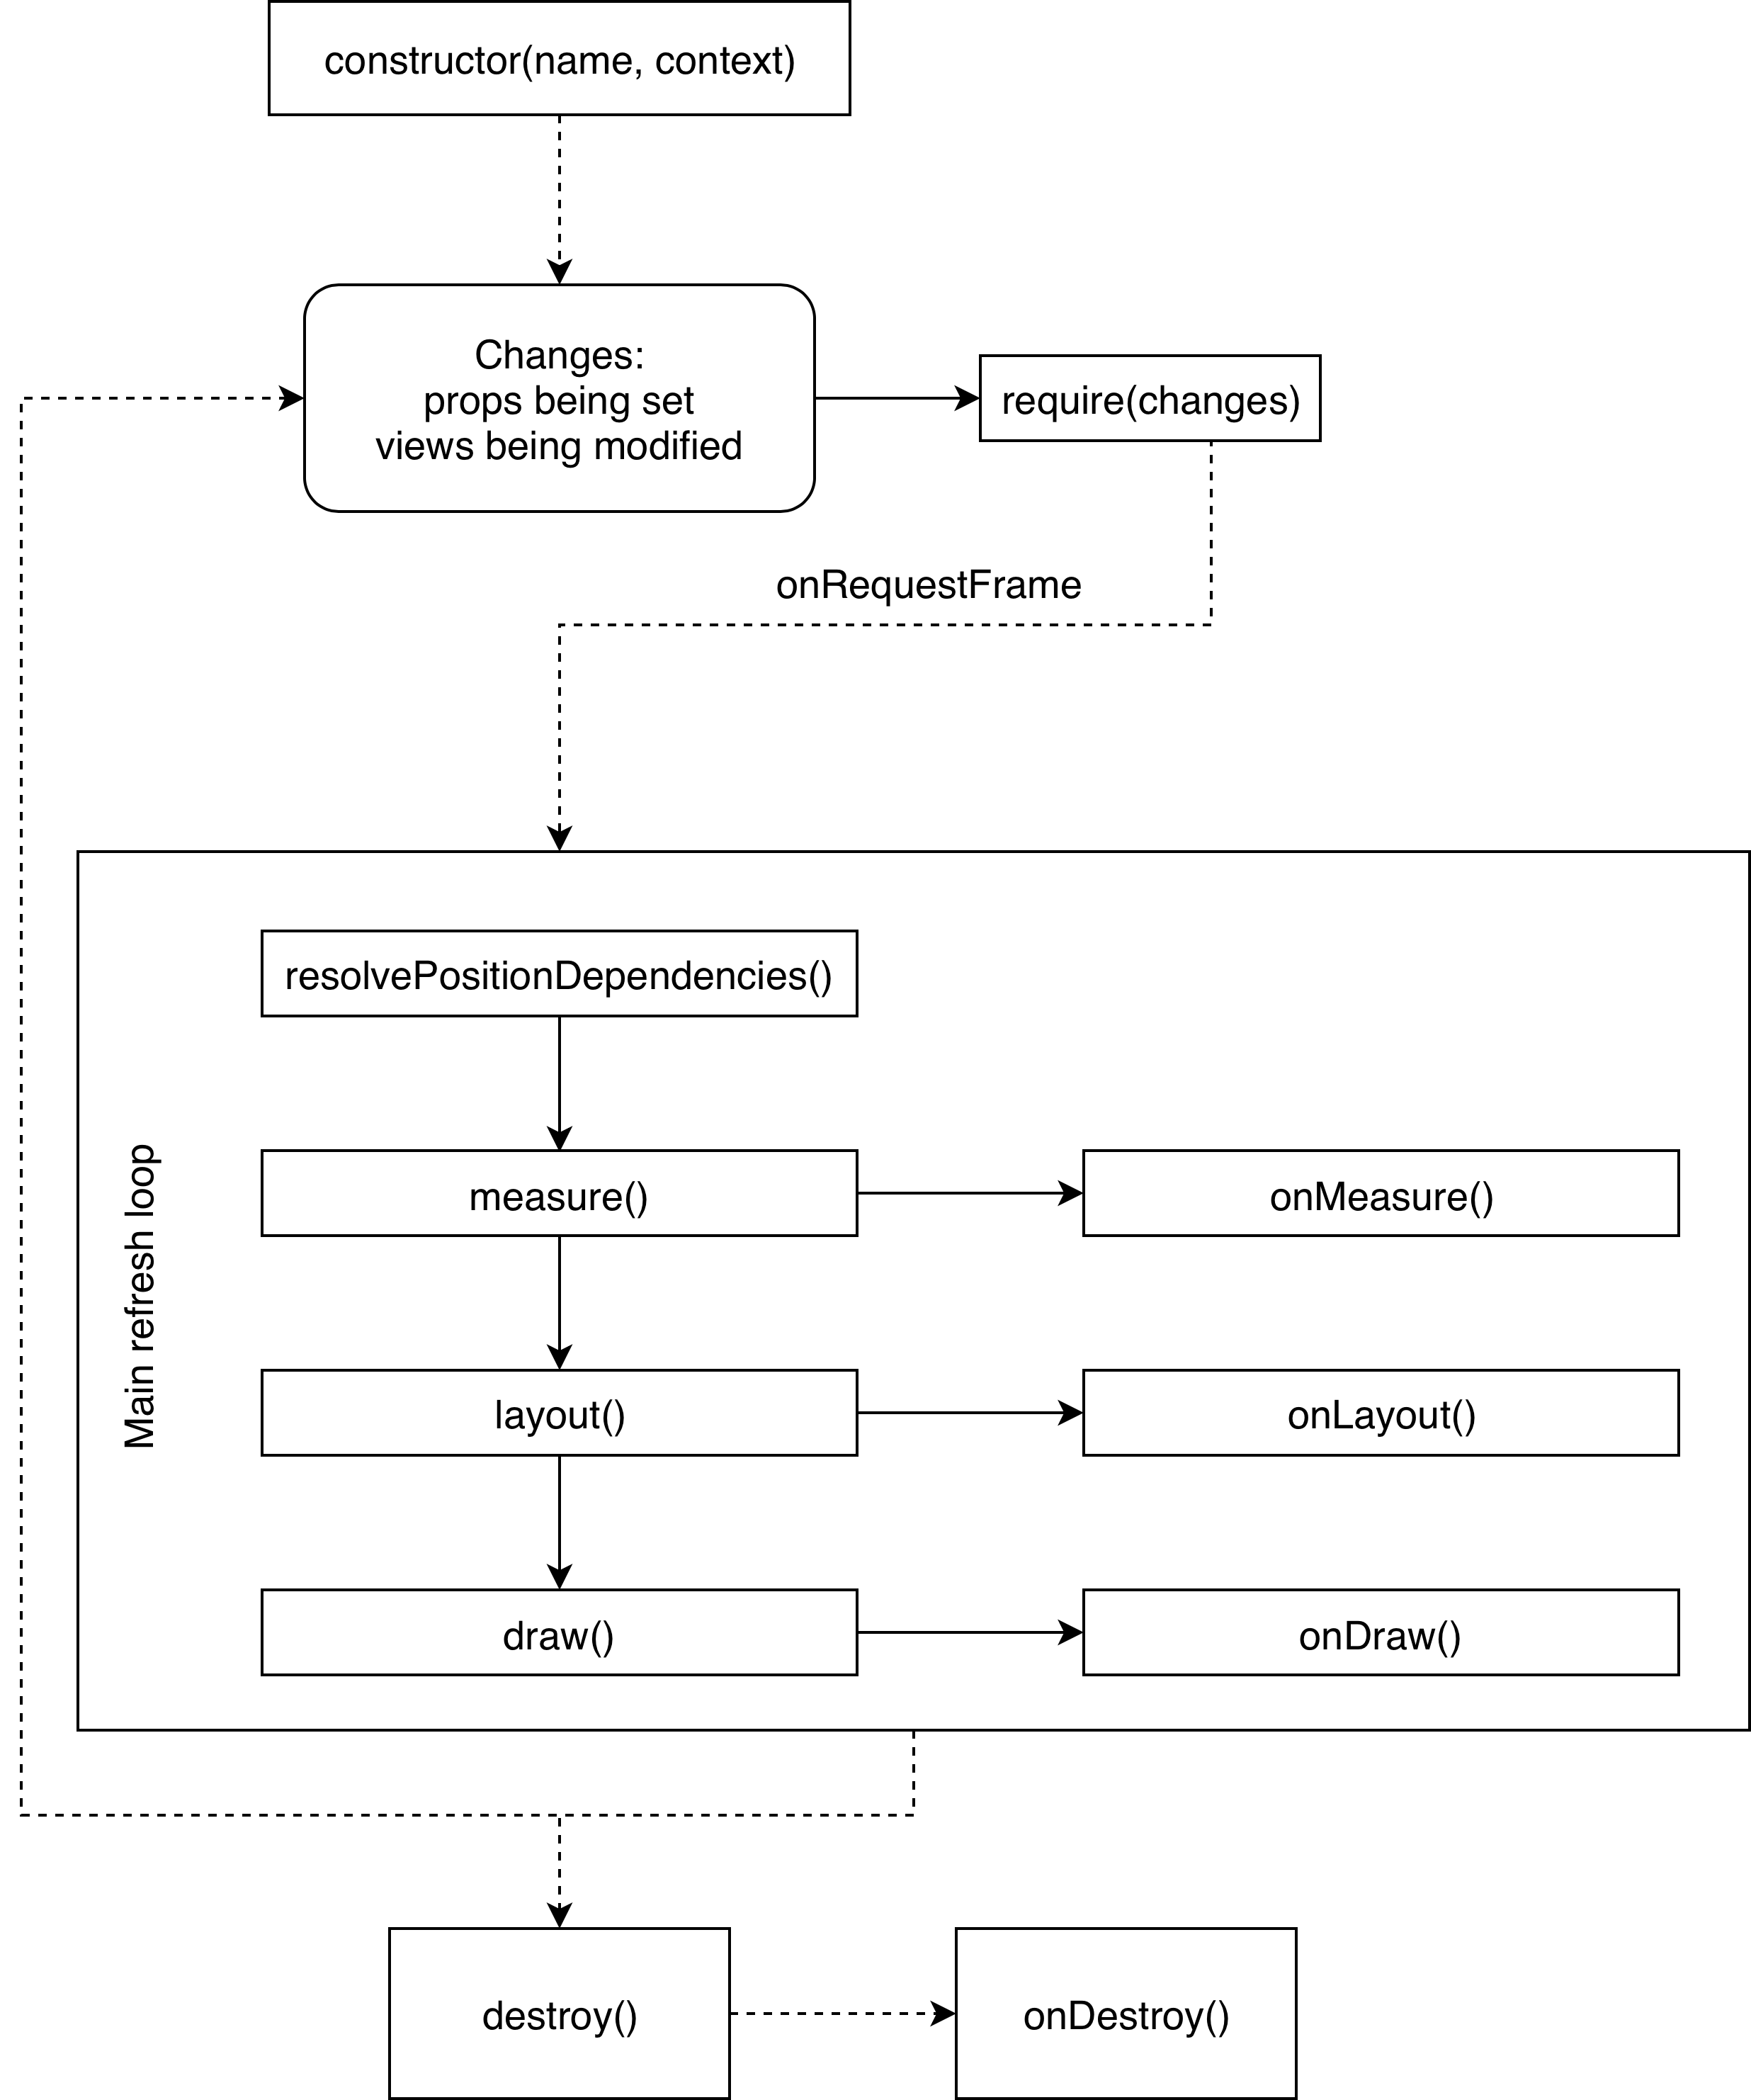 constructor(name, context)
Changes:
props being set
views being modified
require(changes)
onRequestFrame
resolvePositionDependencies()
Main refresh loop
measure()
onMeasure()
layout()
onLayout()
draw()
onDraw()
destroy()
onDestroy()